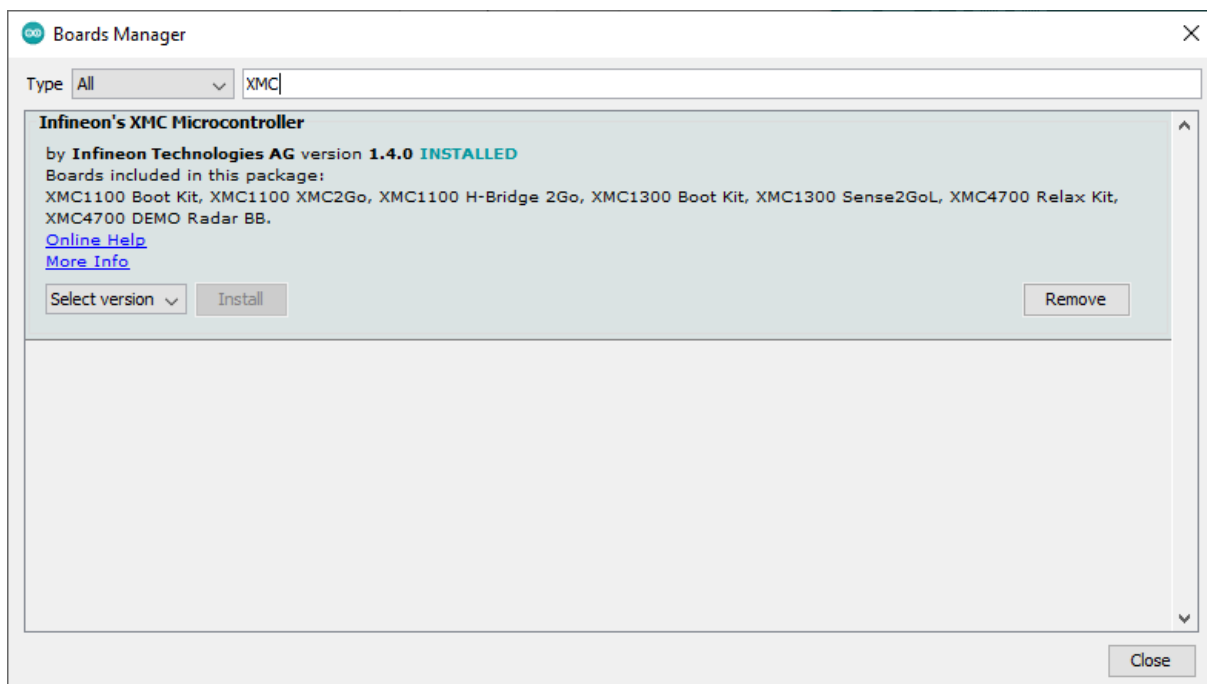 Boards Manager
Type All XMC
Infineon's XMC Microcontroller
by Infineon Technologies AG version 1.4.0 INSTALLED
Boards included in this package:
XMC1100 Boot Kit, XMC1100 XMC2Go, XMC1100 H-Bridge 2Go, XMC1300 Boot Kit, XMC1300 Sense2GoL, XMC4700 Relax Kit,
XMC4700 DEMO Radar BB.
Online Help
More Info
Select version Install Remove
Close